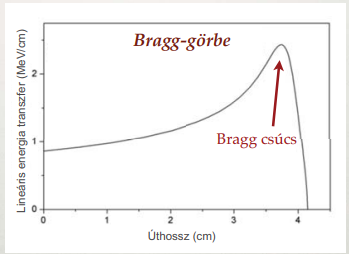 Bragg-görbe
Bragg csúcs
Lineáris energia transzfer (MeV/cm)
2
1
0
0
1
2
3
4
Úthossz (cm)